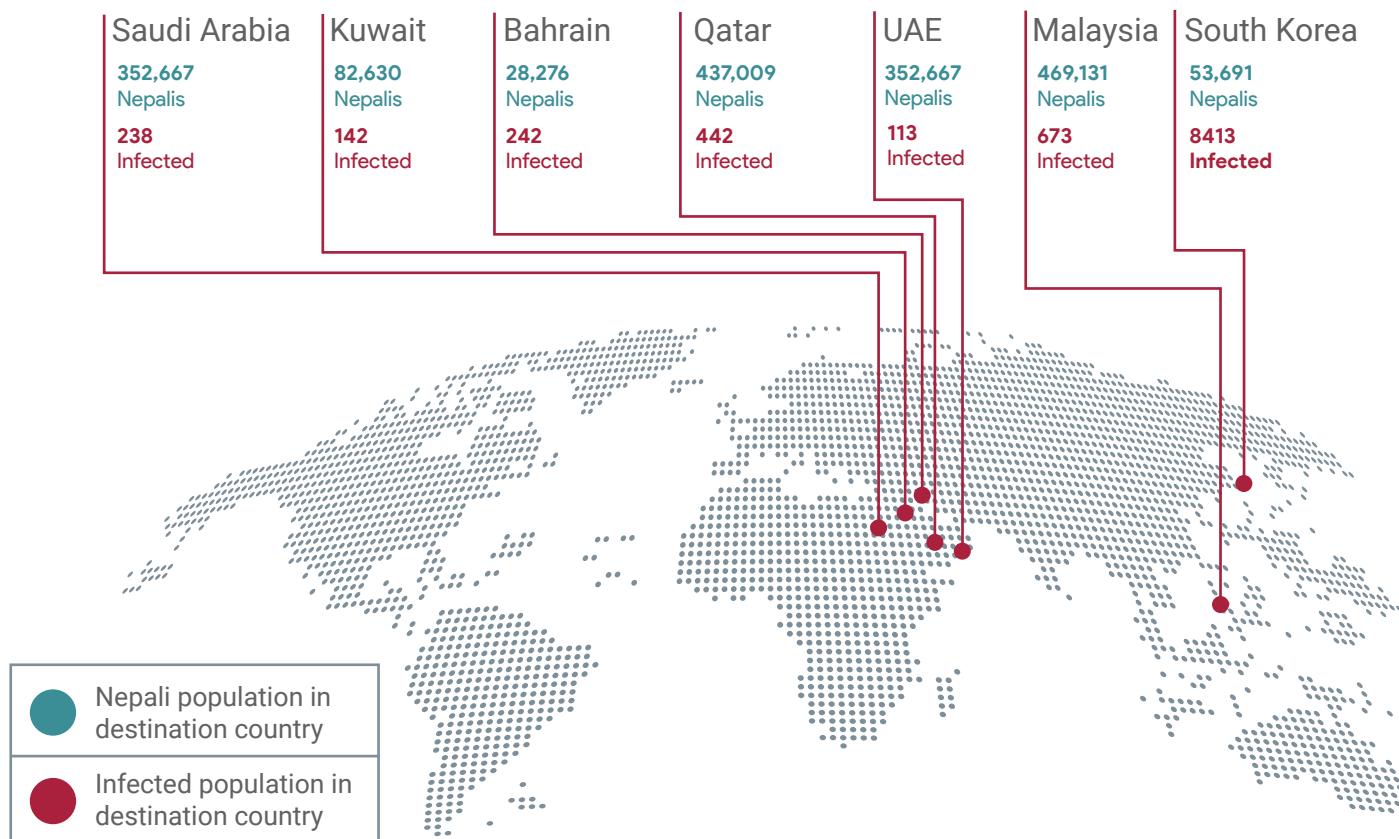 Saudi Arabia
352,667
Nepalis
238
Infected
Kuwait
82,630
Nepalis
142
Infected
Bahrain
28,276
Nepalis
242
Infected
Qatar
437,009
Nepalis
442
Infected
UAE
352,667
Nepalis
113
Infected
Malaysia
469,131
Nepalis
673
Infected
South Korea
53,691
Nepalis
8413
Infected
Nepali population in
destination country
Infected population in
destination country